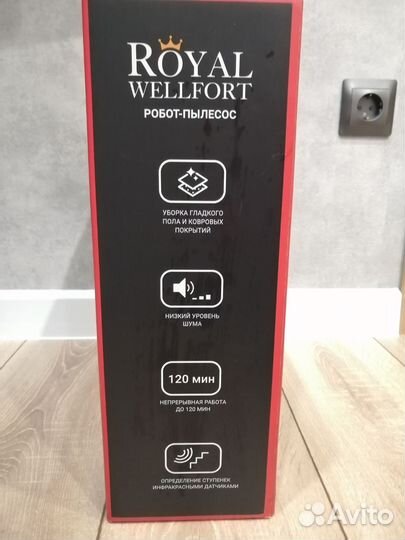 ROYAL
WELLFORT
РОБОТ-ПЫЛЕСОС
УБОРКА ГЛАДКОГО
ПОЛА И КОВРОВЫХ
ПОКРЫТИЙ
НИЗКИЙ УРОВЕНЬ
ШУМА
120 МИН
НЕПРЕРЫВНАЯ РАБОТА
ДО 120 МИН
ОПРЕДЕЛЕНИЕ СТУПЕНЕК
ИНФРАКРАСНЫМИ ДАТЧИКАМИ
Avito